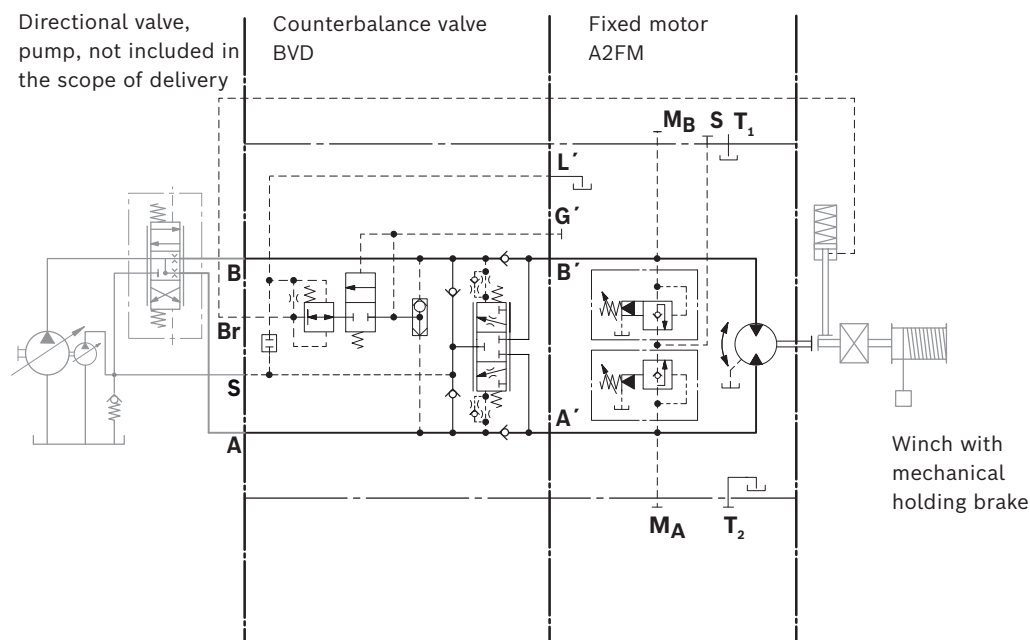 Directional valve,
pump, not included in
the scope of delivery
Counterbalance valve
BVD
Fixed motor
A2FM
MB S T1
L´
G´
B B´
Br
S
A A´
MA T2
Winch with
mechanical
holding brake